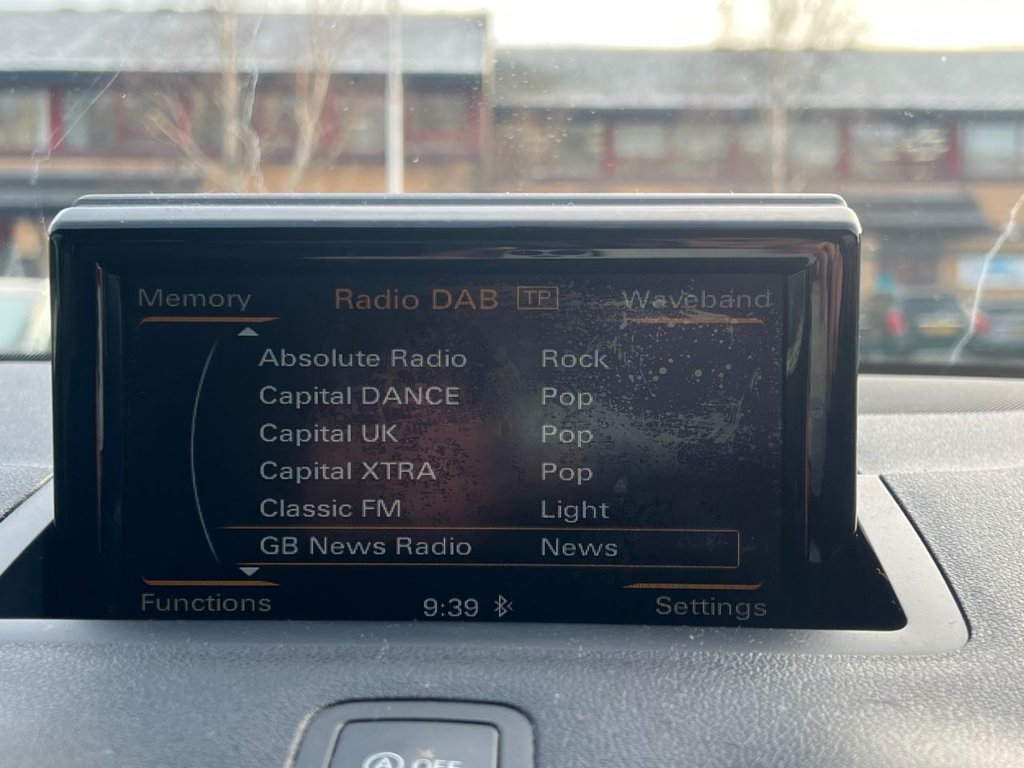 Memory Radio DAB TP Waveband
Absolute Radio Rock
Capital DANCE Pop
Capital UK Pop
Capital XTRA Pop
Classic FM Light
GB News Radio News
Functions 9:39 Settings
A OFF